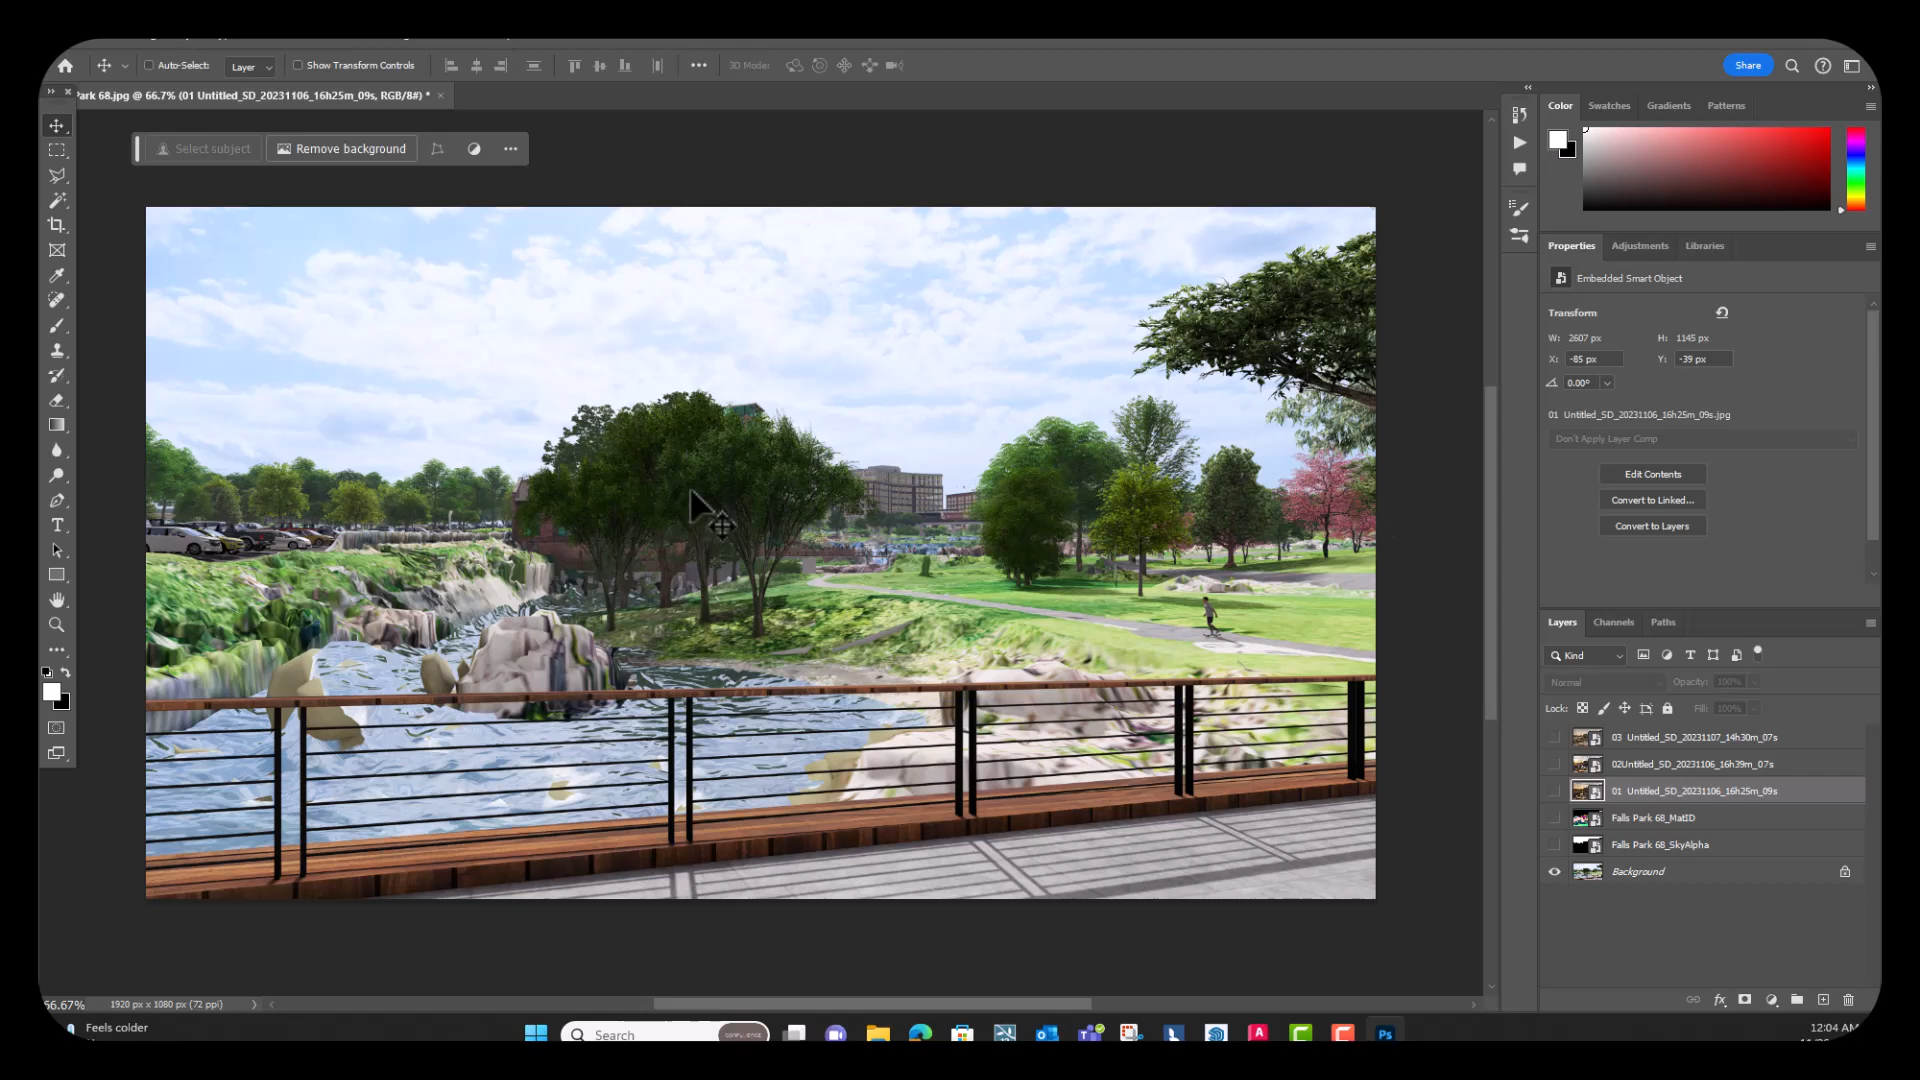 Auto-Select:
Layer
Show Transform Controls
3D Mode:
Share
Park 68.jpg @ 66.7% (01 Untitled_SD_20231106_16h25m_09s, RGB/8#) *
Select subject
Remove background
Color
Swatches
Gradients
Patterns
Properties
Adjustments
Libraries
Embedded Smart Object
Transform
W: 2607 px
H: 1145 px
X: -85 px
Y: -39 px
0.00°
01 Untitled_SD_20231106_16h25m_09s.jpg
Don't Apply Layer Comp
Edit Contents
Convert to Linked...
Convert to Layers
Layers
Channels
Paths
Kind
Normal
Opacity: 100%
Lock:
Fill: 100%
03 Untitled_SD_20231107_14h30m_07s
02Untitled_SD_20231106_16h39m_07s
01 Untitled_SD_20231106_16h25m_09s
Falls Park 68_MatID
Falls Park 68_SkyAlpha
Background
fx
66.67%
1920 px x 1080 px (72 ppi)
Feels colder
Search
Ps
12:04 AM